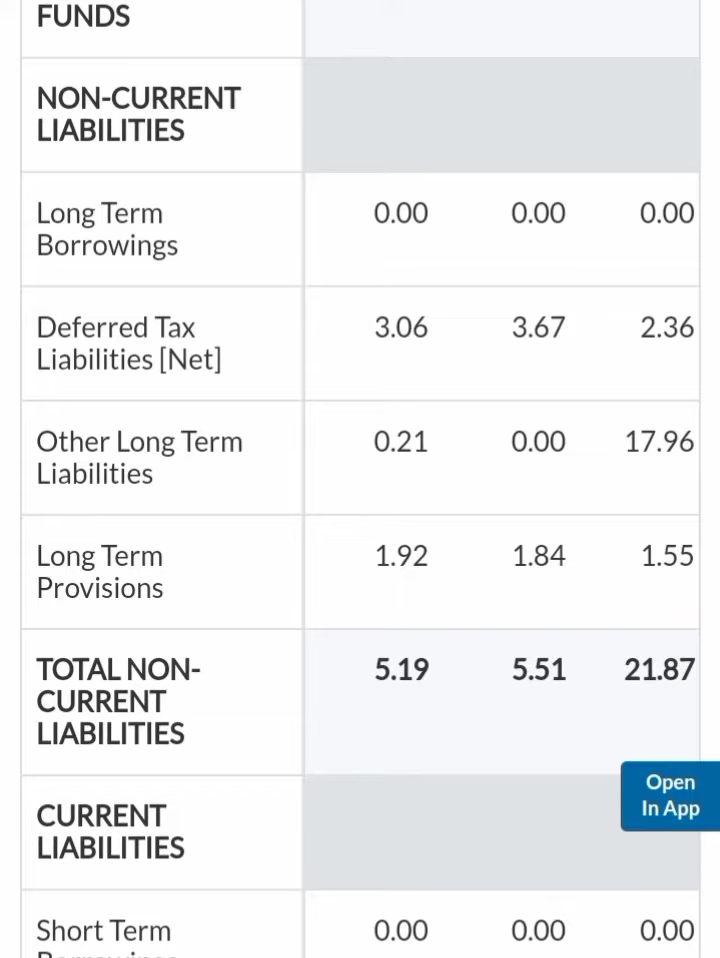 FUNDS
NON-CURRENT
LIABILITIES
Long Term 0.00 0.00 0.00
Borrowings
Deferred Tax 3.06 3.67 2.36
Liabilities [Net]
Other Long Term 0.21 0.00 17.96
Liabilities
Long Term 1.92 1.84 1.55
Provisions
TOTAL NON- 5.19 5.51 21.87
CURRENT
LIABILITIES
Open
In App
CURRENT
LIABILITIES
Short Term 0.00 0.00 0.00